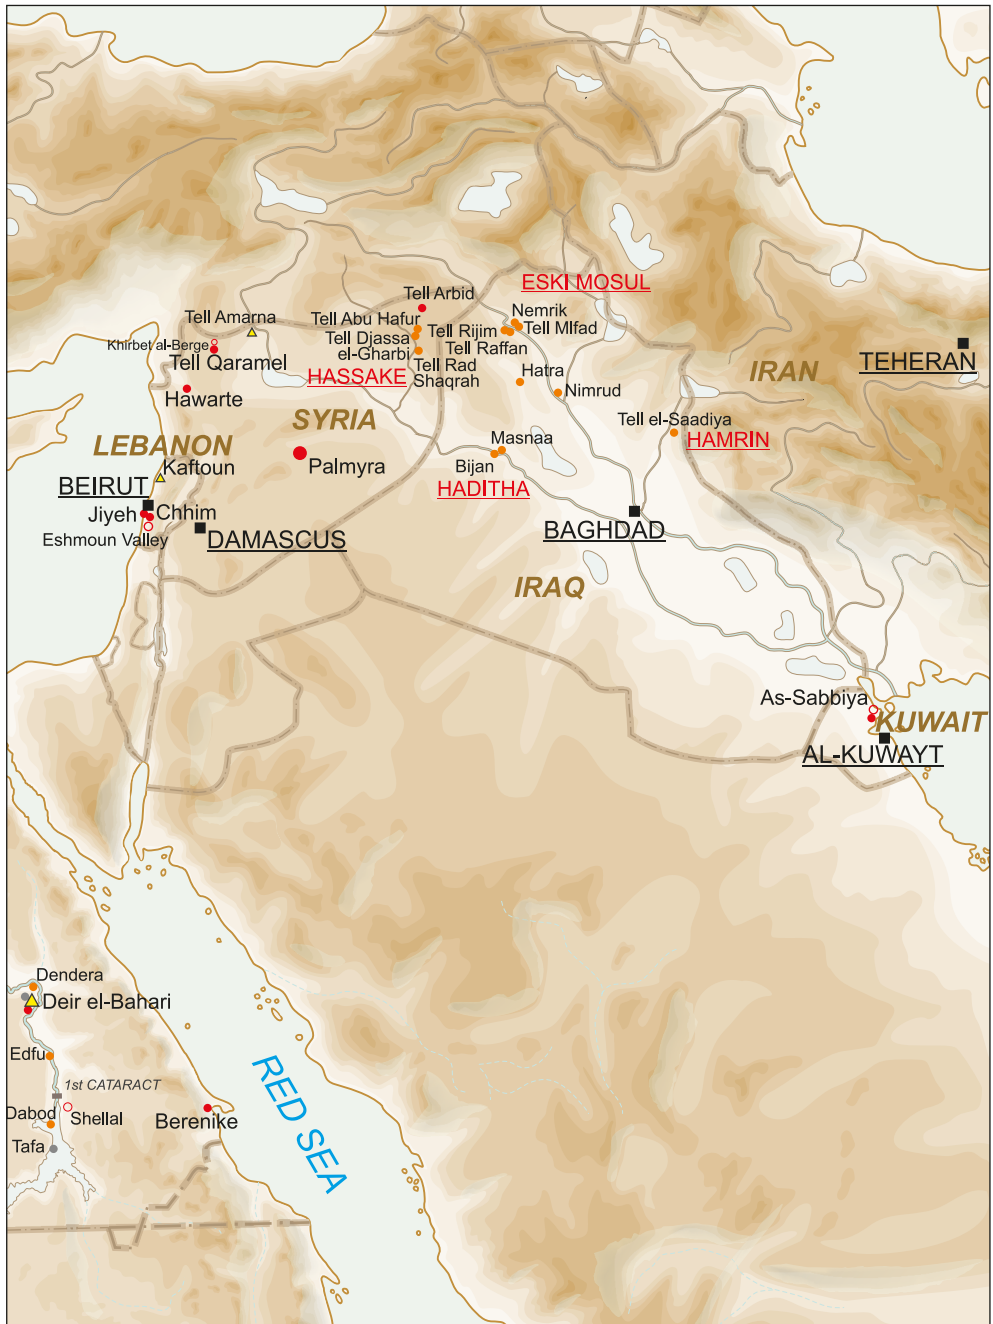 ESKI MOSUL
Tell Arbid
Nemrik
Tell Amarna
Tell Abu Hafur
Tell Rijim
Tell Mlfad
Khirbet al-Berge
Tell Djassa
el-Gharbi
Tell Raffan
Tell Qaramel
Tell Rad
Shaqrah
HASSAKE
Hatra
IRAN
TEHERAN
Hawarte
Nimrud
SYRIA
Tell el-Saadiya
HAMRIN
LEBANON
Masnaa
Kaftoun
Palmyra
Bijan
BEIRUT
HADITHA
Jiyeh
Chhim
Eshmoun Valley
DAMASCUS
BAGHDAD
IRAQ
As-Sabbiya
KUWAIT
AL-KUWAYT
Dendera
Deir el-Bahari
Edfu
1st CATARACT
Dabod
Shellal
Berenike
Tafa
RED SEA